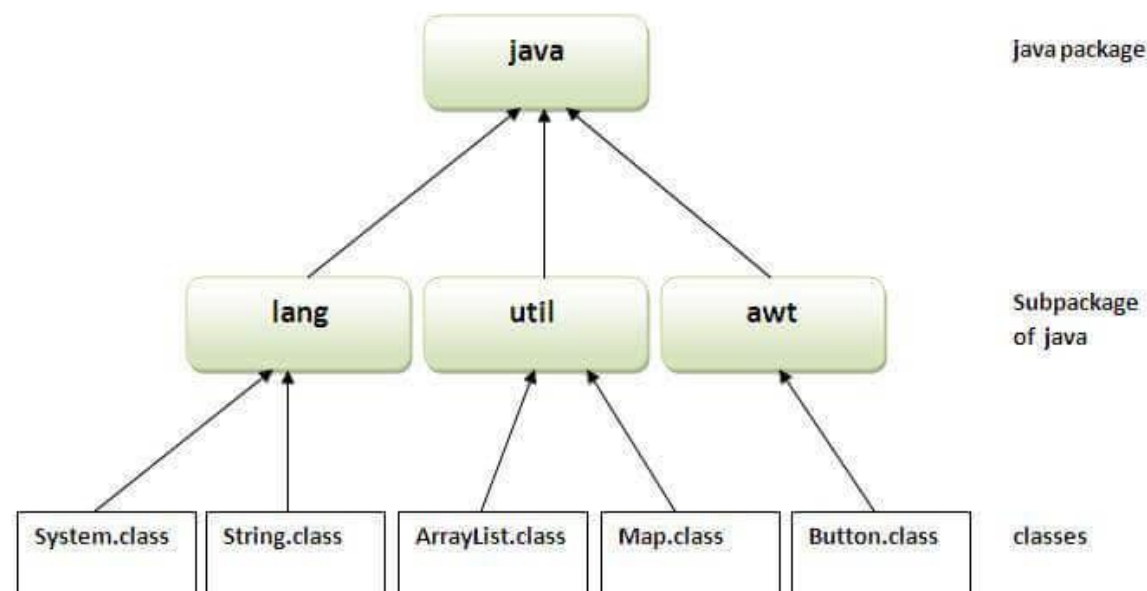 java
java package
lang
util
awt
Subpackage
of java
System.class
String.class
ArrayList.class
Map.class
Button.class
classes